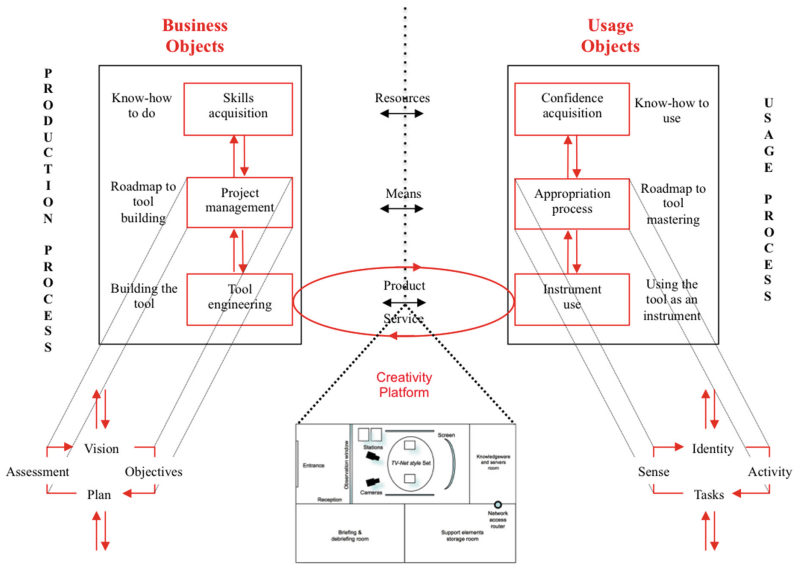 Business
Objects
Usage
Objects
PRODUCTION PROCESS
Know-how
to do
Skills
acquisition
Resources
Confidence
acquisition
Know-how to
use
USAGE PROCESS
Roadmap to
tool
building
Project
management
Means
Appropriation
process
Roadmap to
tool
mastering
Building the
tool
Tool
engineering
Product
Service
Instrument
use
Using the
tool as an
instrument
Creativity
Platform
Vision
Assessment
Objectives
Plan
Entrance
Observation window
Stations
Screen
TV-Net style Set
Cameras
Reception
Knowledgeware
and servers
room
Network
access
router
Briefing &
debriefing room
Support elements
storage room
Identity
Sense
Activity
Tasks